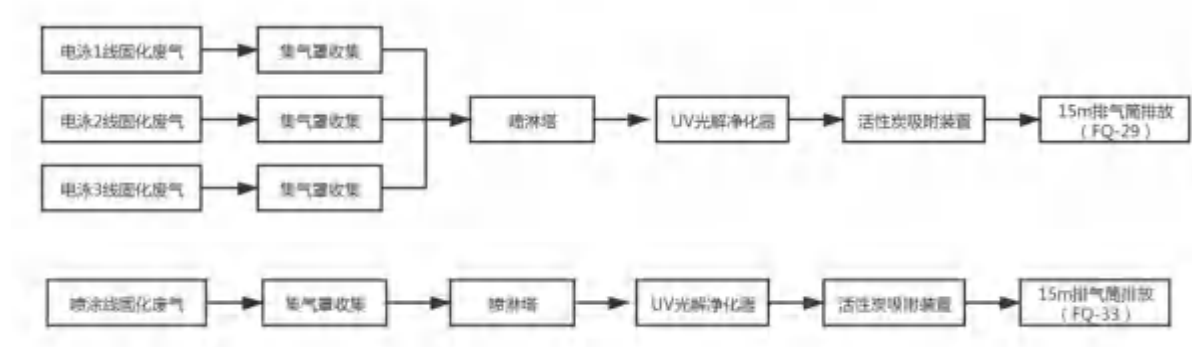 电泳1线固化废气
集气罩收集
电泳2线固化废气
集气罩收集
喷淋塔
UV光解净化器
活性炭吸附装置
15m排气筒排放
（FQ-29）
电泳3线固化废气
集气罩收集
喷涂线固化废气
集气罩收集
喷淋塔
UV光解净化器
活性炭吸附装置
15m排气筒排放
（FQ-33）